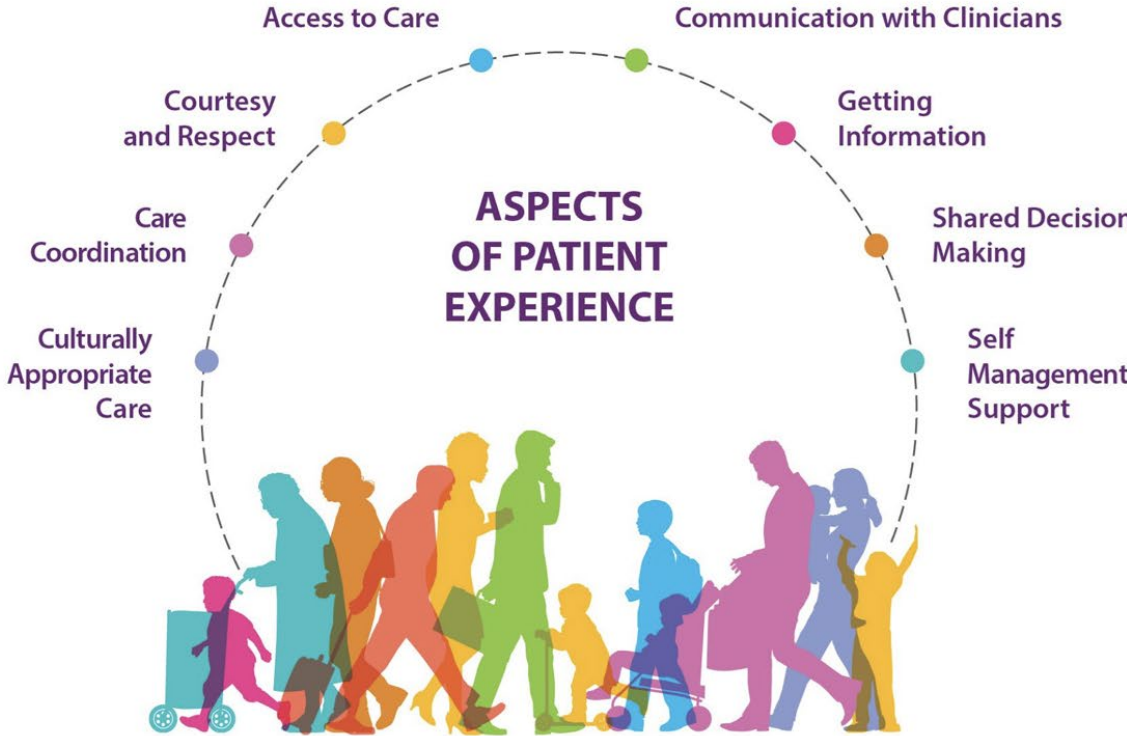 Access to Care
Communication with Clinicians
Courtesy
and Respect
Getting
Information
ASPECTS
OF PATIENT
EXPERIENCE
Care
Coordination
Shared Decision
Making
Culturally
Appropriate
Care
Self
Management
Support